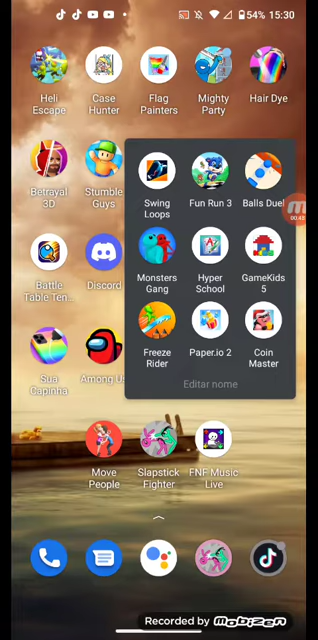 54% 15:30
Heli
Escape
Case
Hunter
Flag
Painters
Mighty
Party
Hair Dye
Betrayal
3D
Stumble
Guys
Swing
Loops
Fun Run 3
Balls Duel
00:43
Battle
Table Ten...
Discord
Monsters
Gang
Hyper
School
GameKids
5
Sua
Capinha
Among Us
Freeze
Rider
Paper.io 2
Coin
Master
Editar nome
Move
People
Slapstick
Fighter
FNF Music
Live
Recorded by Mobizen